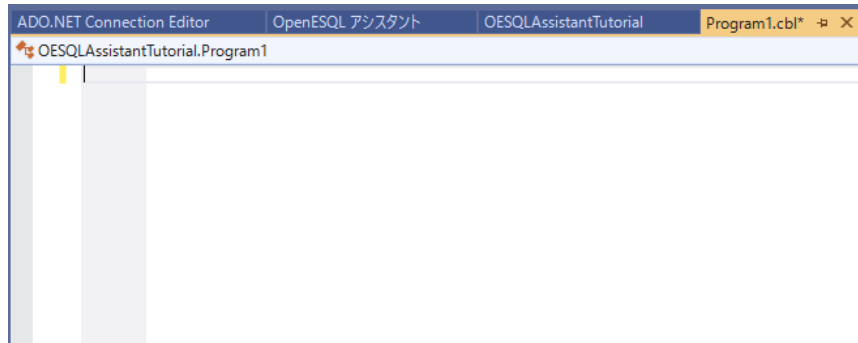 ADO.NET Connection Editor OpenESQL アシスタント OESQLAssistantTutorial Program1.cbl*
OESQLAssistantTutorial.Program1